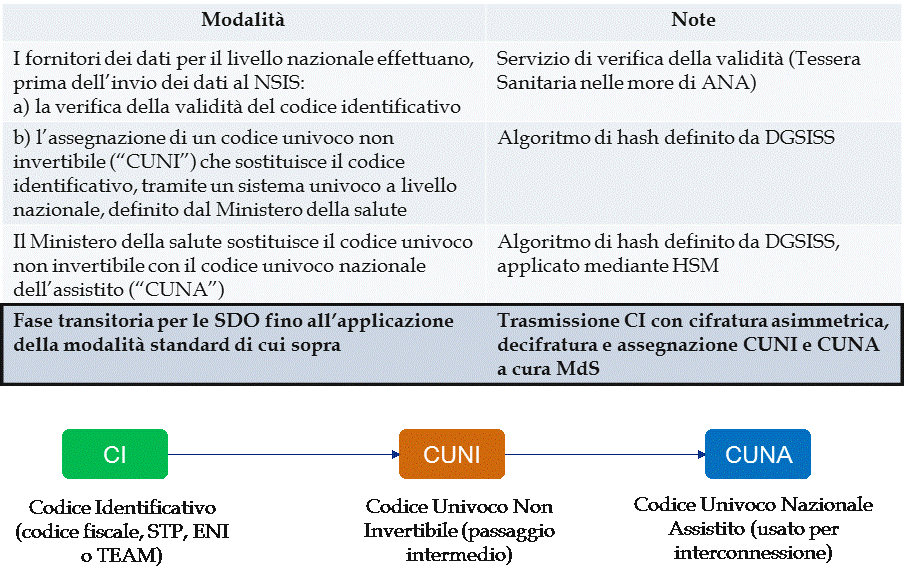 Modalità
Note
I fornitori dei dati per il livello nazionale effettuano,
prima dell'invio dei dati al NSIS:
a) la verifica della validità del codice identificativo
Servizio di verifica della validità (Tessera
Sanitaria nelle more di ANA)
b) l'assegnazione di un codice univoco non
invertibile (“CUNI”) che sostituisce il codice
identificativo, tramite un sistema univoco a livello
nazionale, definito dal Ministero della salute
Algoritmo di hash definito da DGSISS
Il Ministero della salute sostituisce il codice univoco
non invertibile con il codice univoco nazionale
dell'assistito (“CUNA”)
Algoritmo di hash definito da DGSISS,
applicato mediante HSM
Fase transitoria per le SDO fino all'applicazione
della modalità standard di cui sopra
Trasmissione CI con cifratura asimmetrica,
decifratura e assegnazione CUNI e CUNA
a cura MdS
CI
CUNI
CUNA
Codice Identificativo
(codice fiscale, STP, ENI
o TEAM)
Codice Univoco Non
Invertibile (passaggio
intermedio)
Codice Univoco Nazionale
Assistito (usato per
interconnessione)